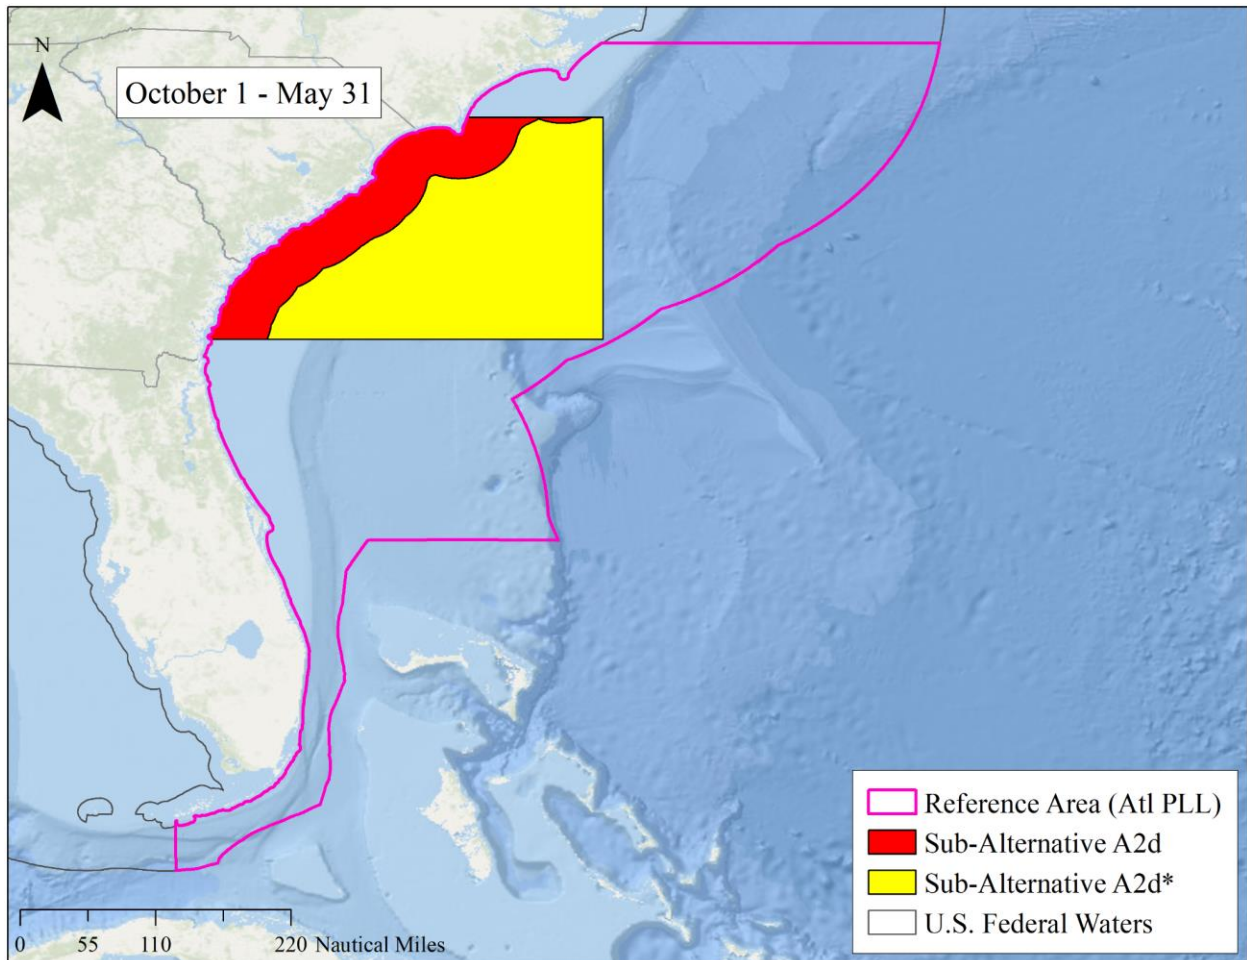 N
October 1 - May 31
Reference Area (Atl PLL)
Sub-Alternative A2d
Sub-Alternative A2d*
U.S. Federal Waters
0 55 110 220 Nautical Miles